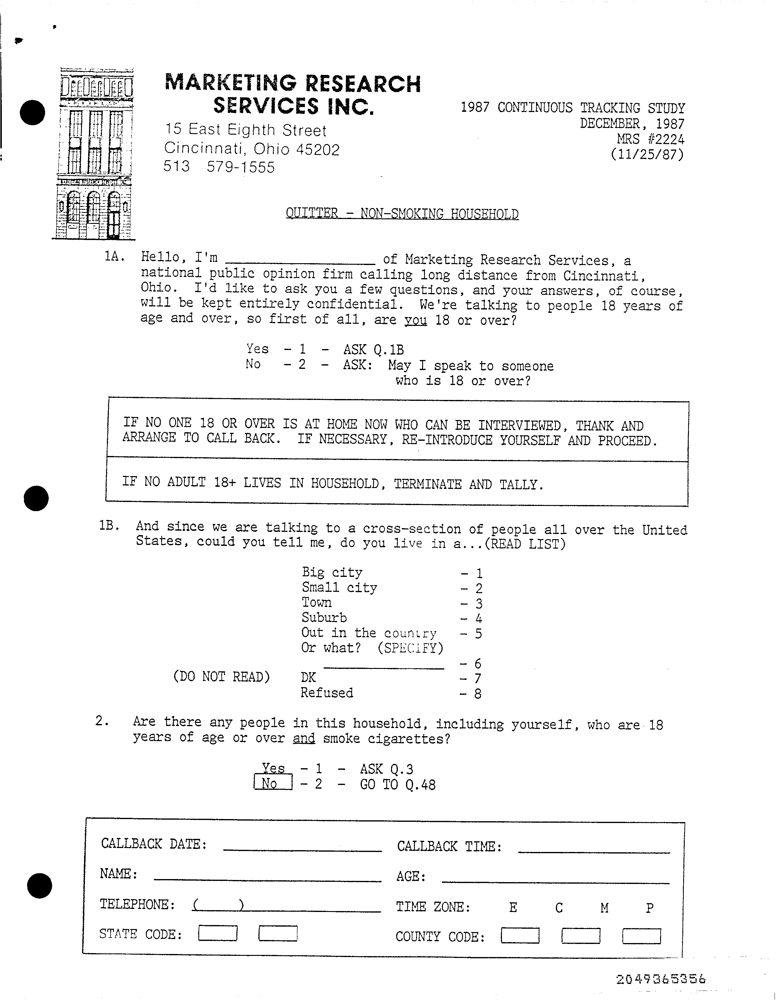 MARKETING RESEARCH
SERVICES INC.
15 East Eighth Street
Cincinnati, Ohio 45202
513 579-1555
1987 CONTINUOUS TRACKING STUDY
DECEMBER, 1987
MRS #2224
(11/25/87)
QUITTER - NON-SMOKING HOUSEHOLD
1A. Hello, I'm ____________________ of Marketing Research Services, a
national public opinion firm calling long distance from Cincinnati,
Ohio. I'd like to ask you a few questions, and your answers, of course,
will be kept entirely confidential. We're talking to people 18 years of
age and over, so first of all, are you 18 or over?
Yes - 1 - ASK Q.1B
No - 2 - ASK: May I speak to someone
who is 18 or over?
IF NO ONE 18 OR OVER IS AT HOME NOW WHO CAN BE INTERVIEWED, THANK AND
ARRANGE TO CALL BACK. IF NECESSARY, RE-INTRODUCE YOURSELF AND PROCEED.
IF NO ADULT 18+ LIVES IN HOUSEHOLD, TERMINATE AND TALLY.
1B. And since we are talking to a cross-section of people all over the United
States, could you tell me, do you live in a...(READ LIST)
Big city - 1
Small city - 2
Town - 3
Suburb - 4
Out in the country - 5
Or what? (SPECIFY)
____________________ - 6
(DO NOT READ) DK - 7
Refused - 8
2. Are there any people in this household, including yourself, who are 18
years of age or over and smoke cigarettes?
Yes - 1 - ASK Q.3
No - 2 - GO TO Q.48
CALLBACK DATE: ____________________ CALLBACK TIME: ____________________
NAME: ____________________ AGE: ____________________
TELEPHONE: (    )____________________ TIME ZONE: E C M P
STATE CODE: COUNTY CODE:
2049365356